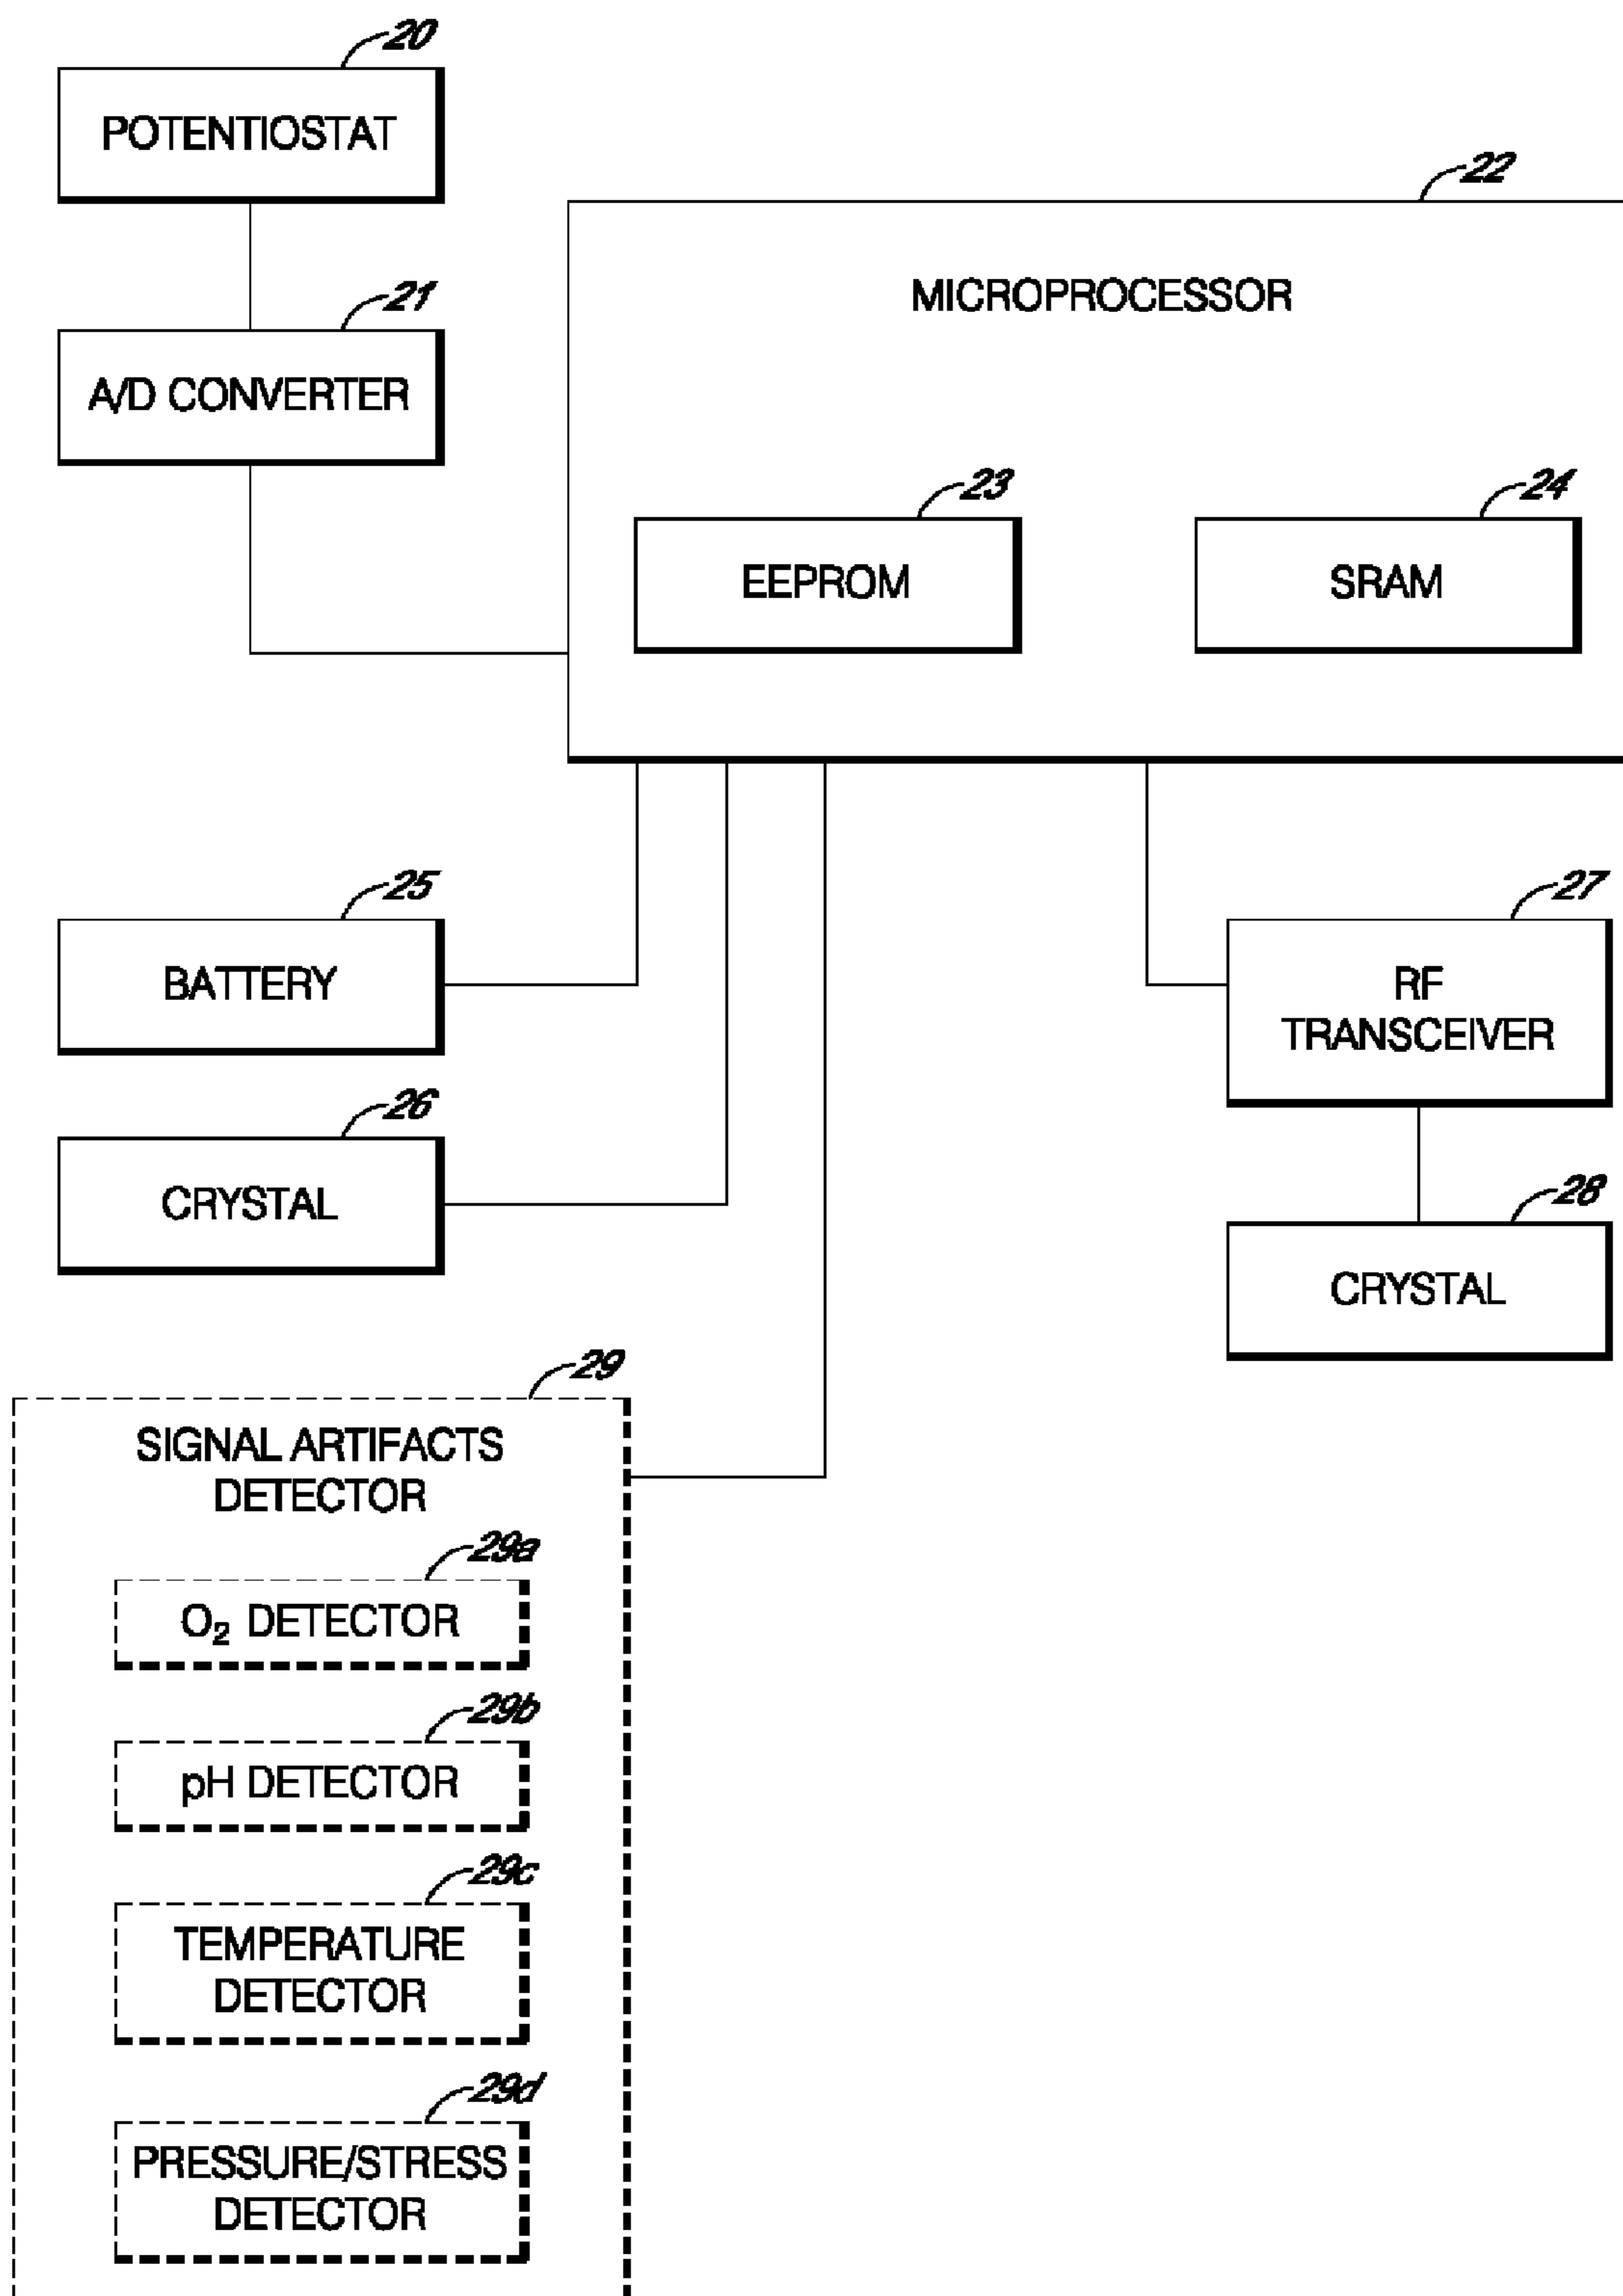 20
POTENTIOSTAT
22
MICROPROCESSOR
21
A/D CONVERTER
23
EEPROM
24
SRAM
25
BATTERY
27
RF
TRANSCEIVER
26
CRYSTAL
28
CRYSTAL
29
SIGNAL ARTIFACTS
DETECTOR
29a
O₂ DETECTOR
29b
pH DETECTOR
29c
TEMPERATURE
DETECTOR
29d
PRESSURE/STRESS
DETECTOR